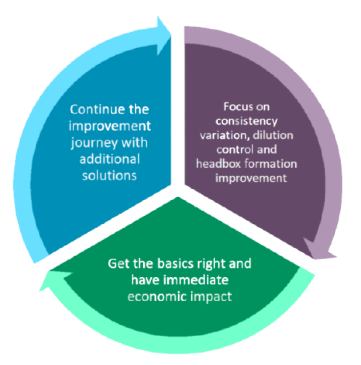 Continue the
improvement
journey with
additional
solutions
Focus on
consistency
variation, dilution
control and
headbox formation
improvement
Get the basics right and
have immediate
economic impact